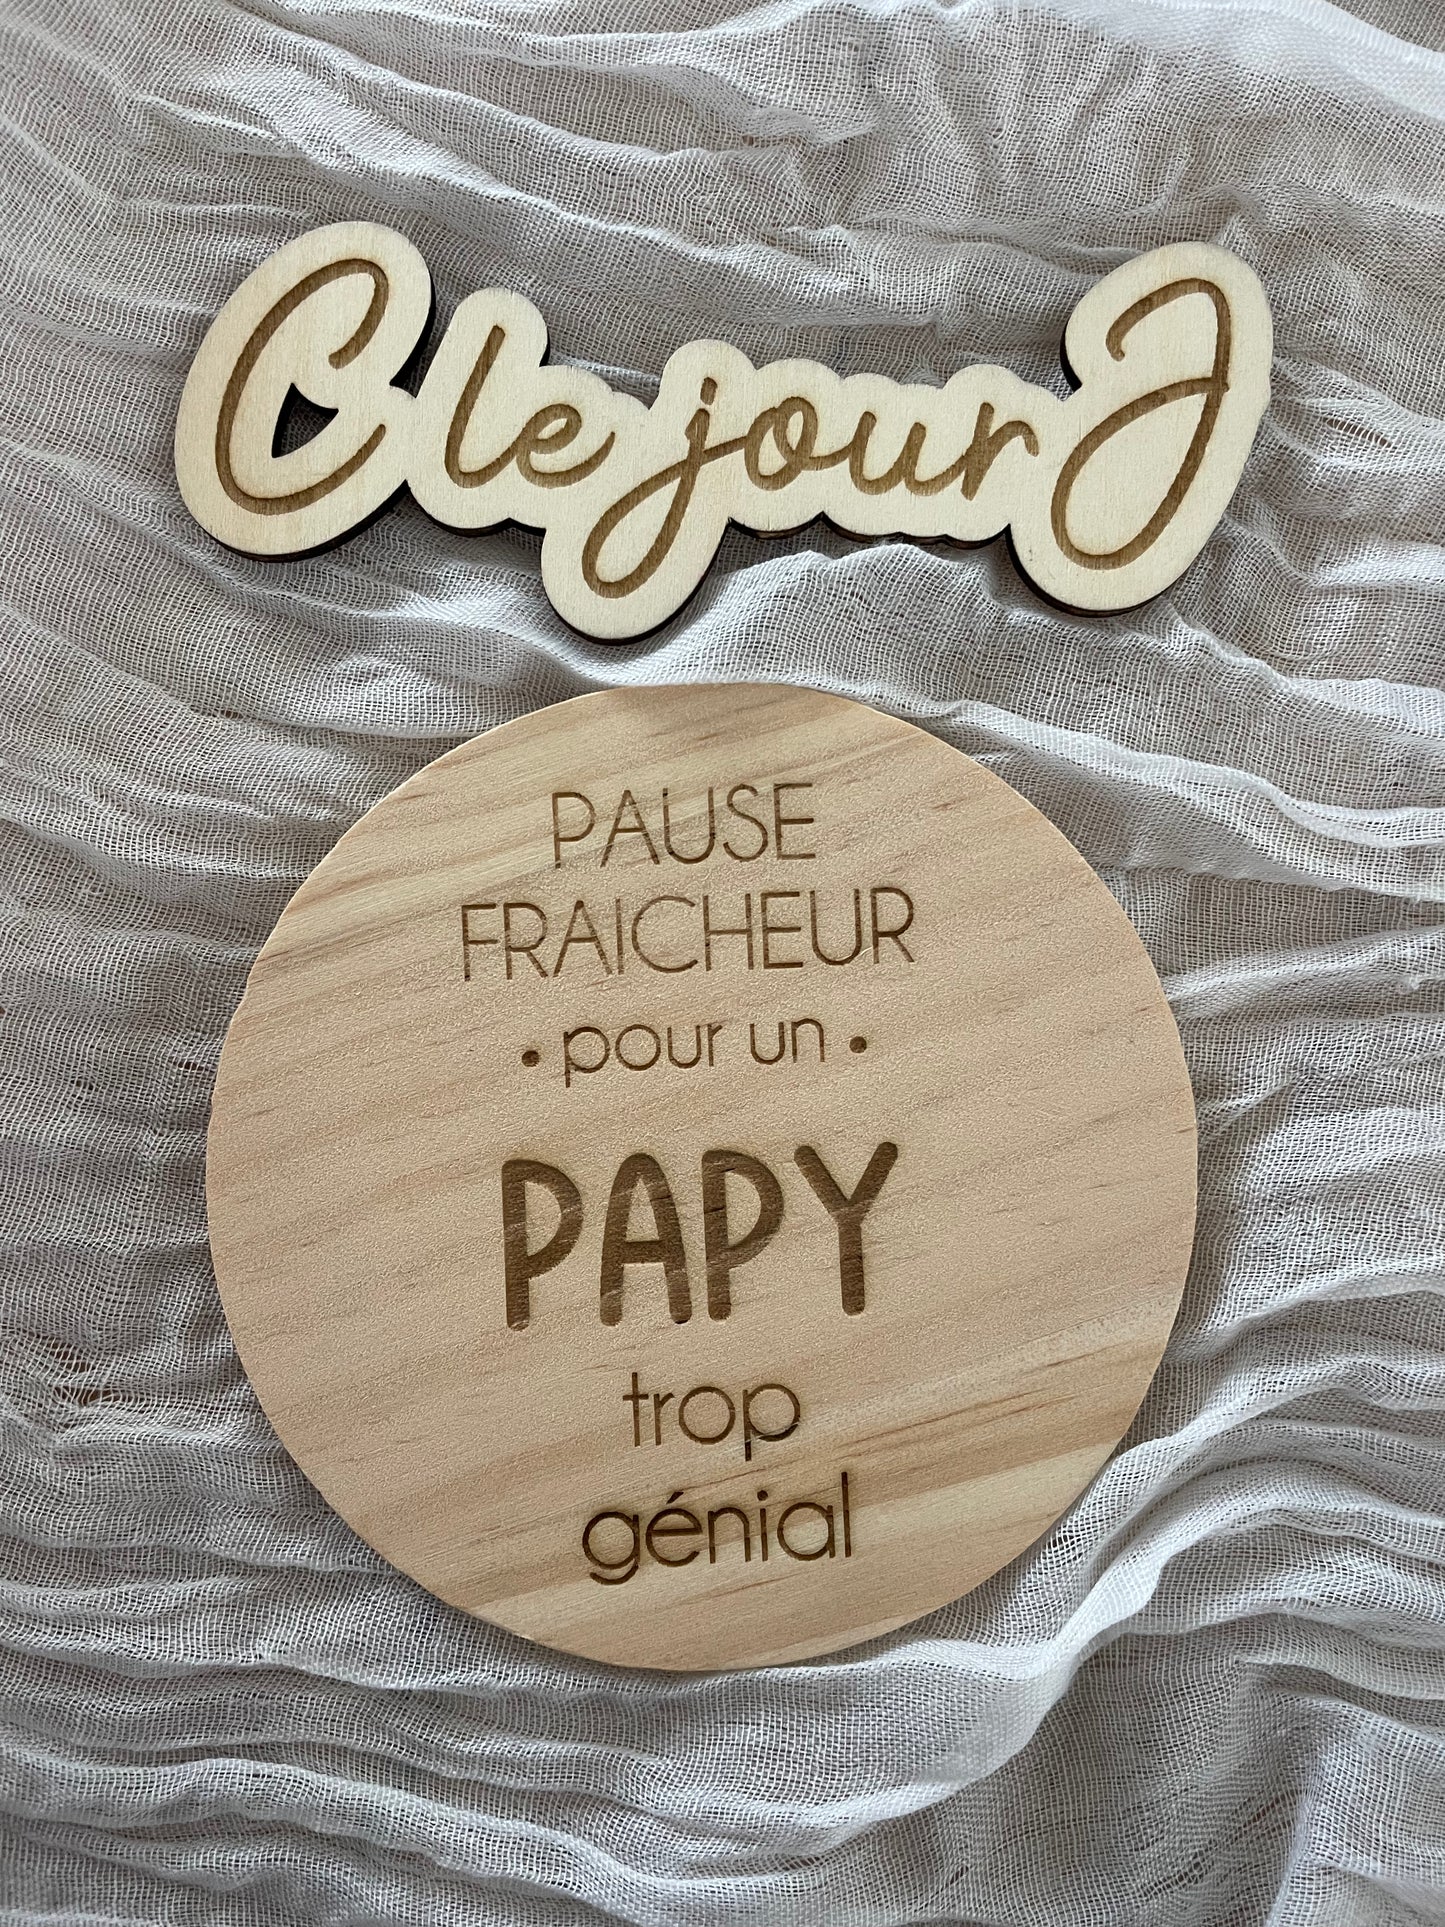 C le jour J
PAUSE
FRAICHEUR
• pour un •
PAPY
trop
génial